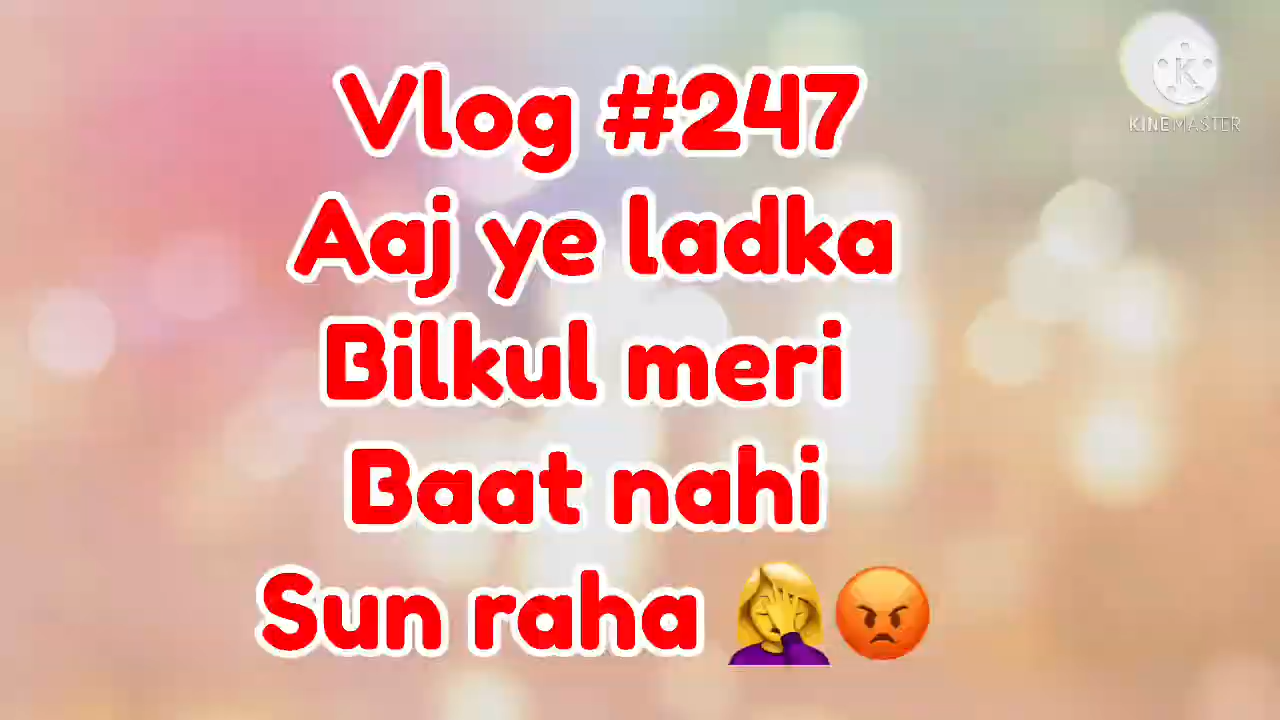 Vlog #247
Aaj ye ladka
Bilkul meri
Baat nahi
Sun raha 🤦‍♀️😡
K
KINEMASTER